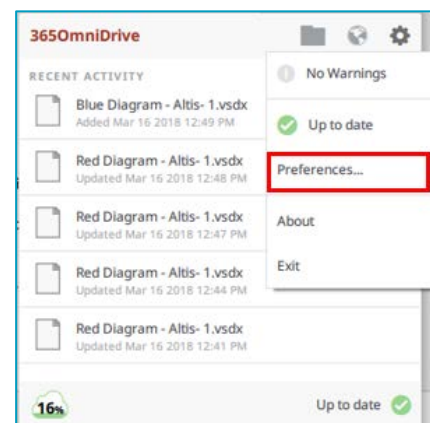 365OmniDrive
RECENT ACTIVITY
No Warnings
Blue Diagram - Altis- 1.vsdx
Added Mar 16 2018 12:49 PM
Up to date
Red Diagram - Altis- 1.vsdx
Updated Mar 16 2018 12:48 PM
Preferences...
Red Diagram - Altis- 1.vsdx
Updated Mar 16 2018 12:47 PM
About
Red Diagram - Altis- 1.vsdx
Updated Mar 16 2018 12:44 PM
Exit
Red Diagram - Altis- 1.vsdx
Updated Mar 16 2018 12:41 PM
16%
Up to date